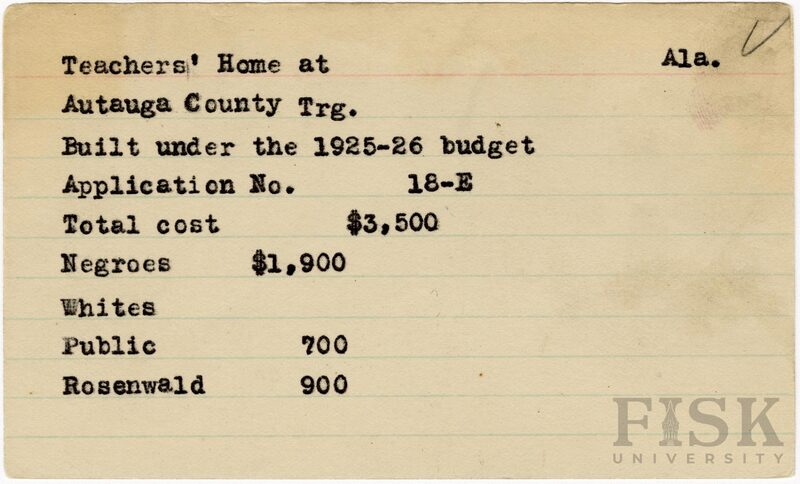 Teachers' Home at Ala.
Autauga County Trg.
Built under the 1925-26 budget
Application No. 18-E
Total cost $3,500
Negroes $1,900
Whites
Public 700
Rosenwald 900
FISK
UNIVERSITY